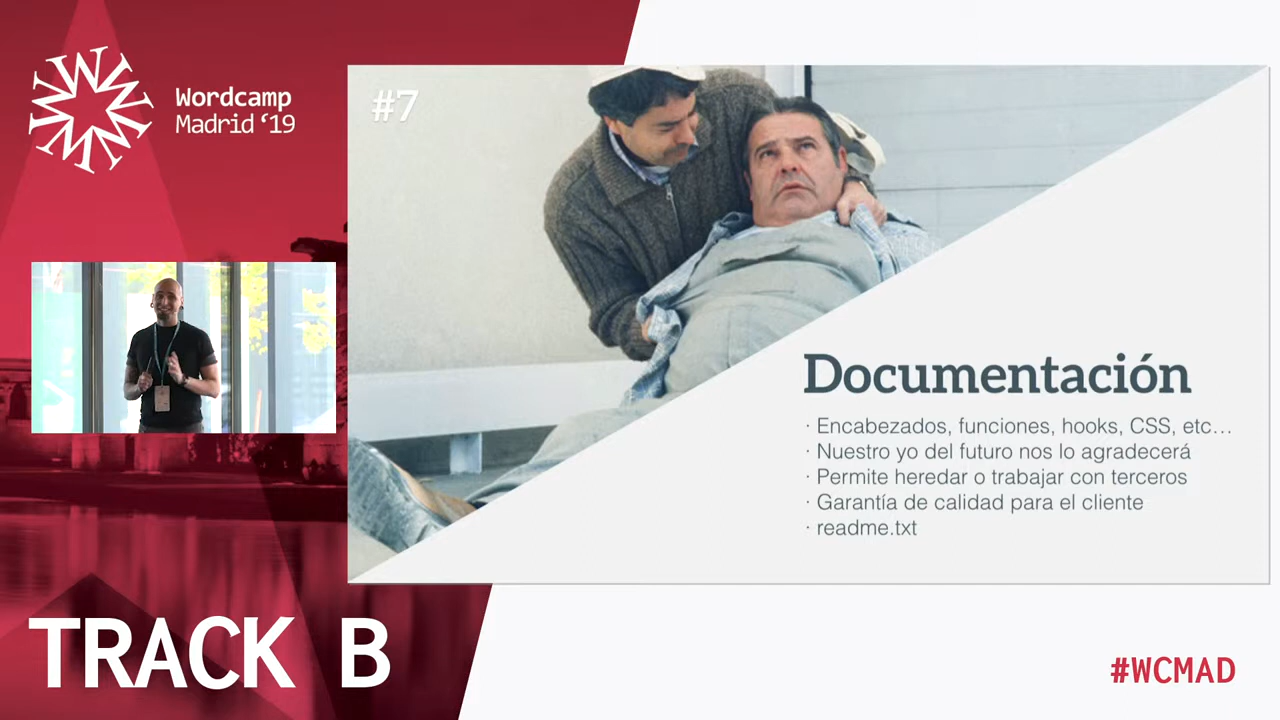 Wordcamp
Madrid ‘19
#7
Documentación
· Encabezados, funciones, hooks, CSS, etc…
· Nuestro yo del futuro nos lo agradecerá
· Permite heredar o trabajar con terceros
· Garantía de calidad para el cliente
· readme.txt
TRACK B
#WCMAD